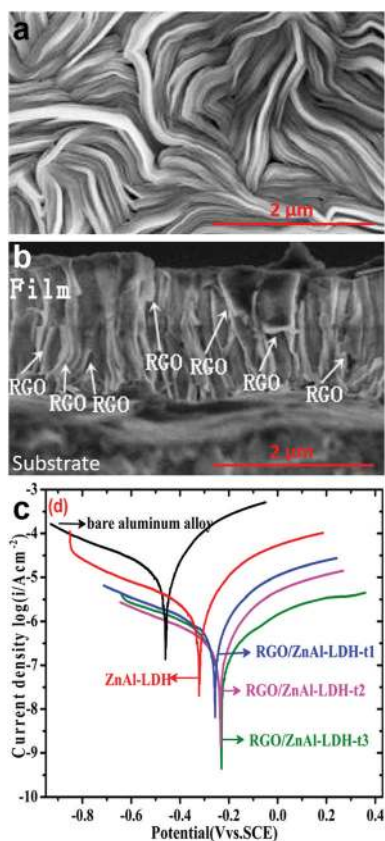 a
2 μm
b
Film
RGO
RGO
RGO
RGO
RGO
RGO
RGO
Substrate
2 μm
c
(d)
bare aluminum alloy
ZnAl-LDH
RGO/ZnAl-LDH-t1
RGO/ZnAl-LDH-t2
RGO/ZnAl-LDH-t3
Current density log(i/A cm-2)
-3
-4
-5
-6
-7
-8
-9
-10
-0.8 -0.6 -0.4 -0.2 0.0 0.2 0.4
Potential(Vvs.SCE)